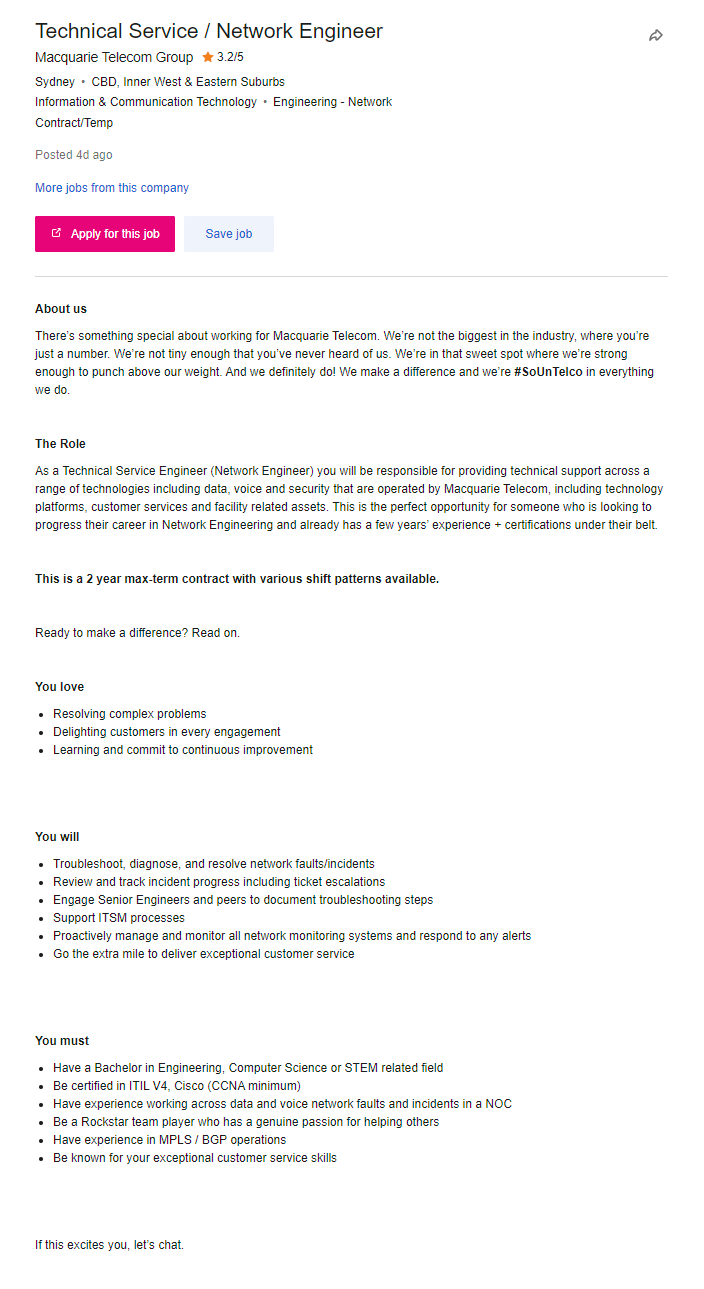 Technical Service / Network Engineer
Macquarie Telecom Group ★ 3.2/5
Sydney • CBD, Inner West & Eastern Suburbs
Information & Communication Technology • Engineering - Network
Contract/Temp
Posted 4d ago
More jobs from this company
Apply for this job Save job
About us
There’s something special about working for Macquarie Telecom. We’re not the biggest in the industry, where you’re
just a number. We’re not tiny enough that you’ve never heard of us. We’re in that sweet spot where we’re strong
enough to punch above our weight. And we definitely do! We make a difference and we’re #SoUnTelco in everything
we do.
The Role
As a Technical Service Engineer (Network Engineer) you will be responsible for providing technical support across a
range of technologies including data, voice and security that are operated by Macquarie Telecom, including technology
platforms, customer services and facility related assets. This is the perfect opportunity for someone who is looking to
progress their career in Network Engineering and already has a few years’ experience + certifications under their belt.
This is a 2 year max-term contract with various shift patterns available.
Ready to make a difference? Read on.
You love
• Resolving complex problems
• Delighting customers in every engagement
• Learning and commit to continuous improvement
You will
• Troubleshoot, diagnose, and resolve network faults/incidents
• Review and track incident progress including ticket escalations
• Engage Senior Engineers and peers to document troubleshooting steps
• Support ITSM processes
• Proactively manage and monitor all network monitoring systems and respond to any alerts
• Go the extra mile to deliver exceptional customer service
You must
• Have a Bachelor in Engineering, Computer Science or STEM related field
• Be certified in ITIL V4, Cisco (CCNA minimum)
• Have experience working across data and voice network faults and incidents in a NOC
• Be a Rockstar team player who has a genuine passion for helping others
• Have experience in MPLS / BGP operations
• Be known for your exceptional customer service skills
If this excites you, let’s chat.